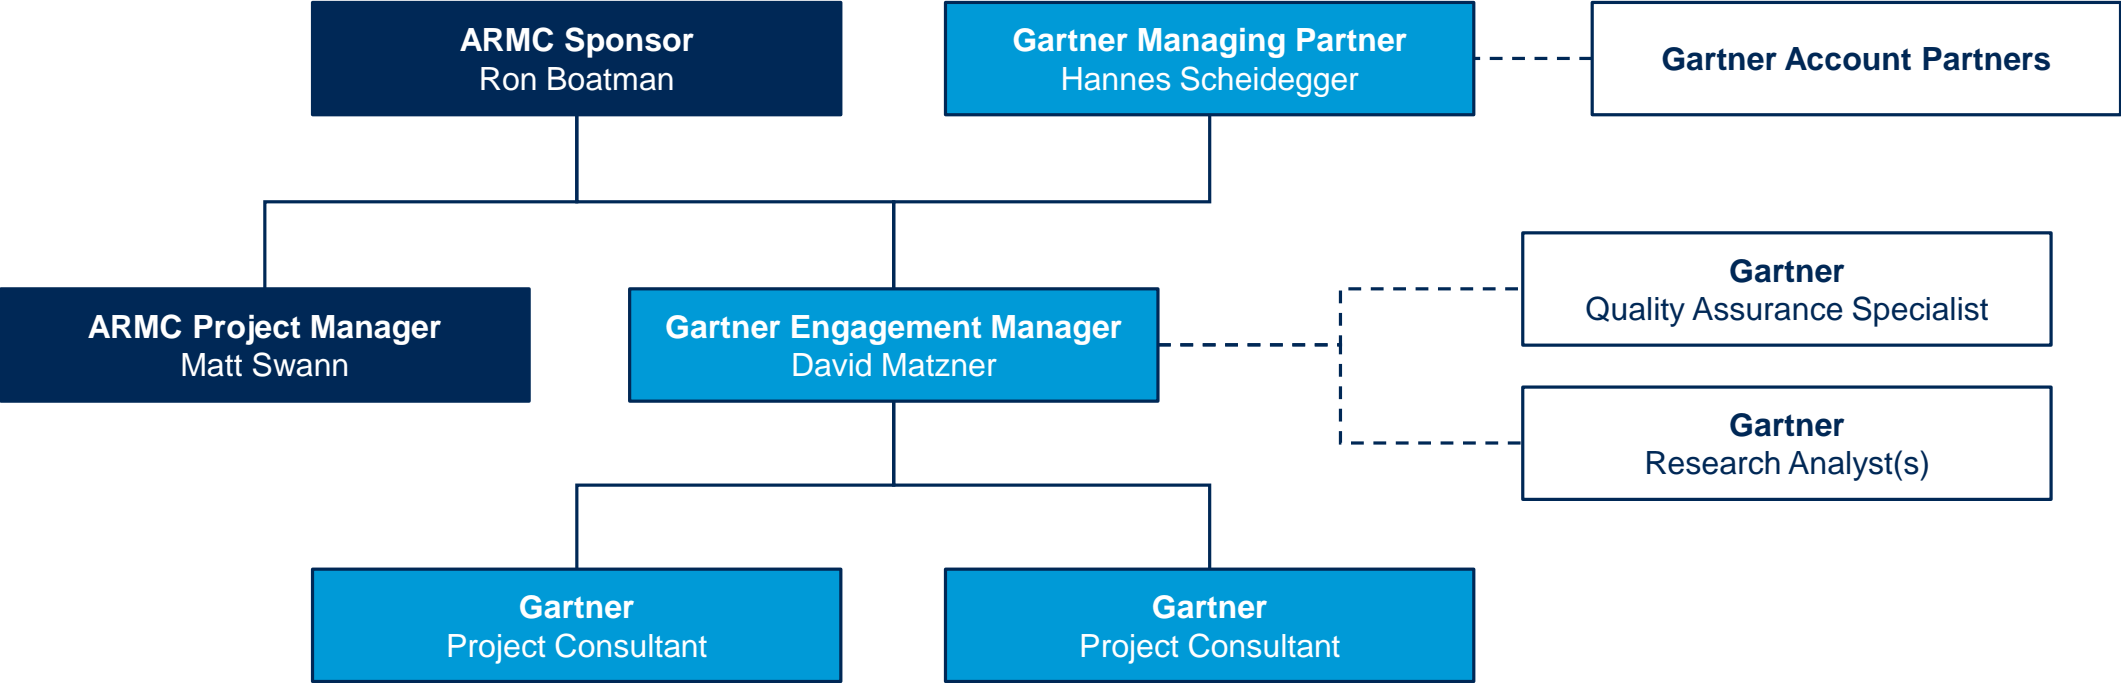 ARMC Sponsor
Ron Boatman
Gartner Managing Partner
Hannes Scheidegger
Gartner Account Partners
ARMC Project Manager
Matt Swann
Gartner Engagement Manager
David Matzner
Gartner
Quality Assurance Specialist
Gartner
Research Analyst(s)
Gartner
Project Consultant
Gartner
Project Consultant